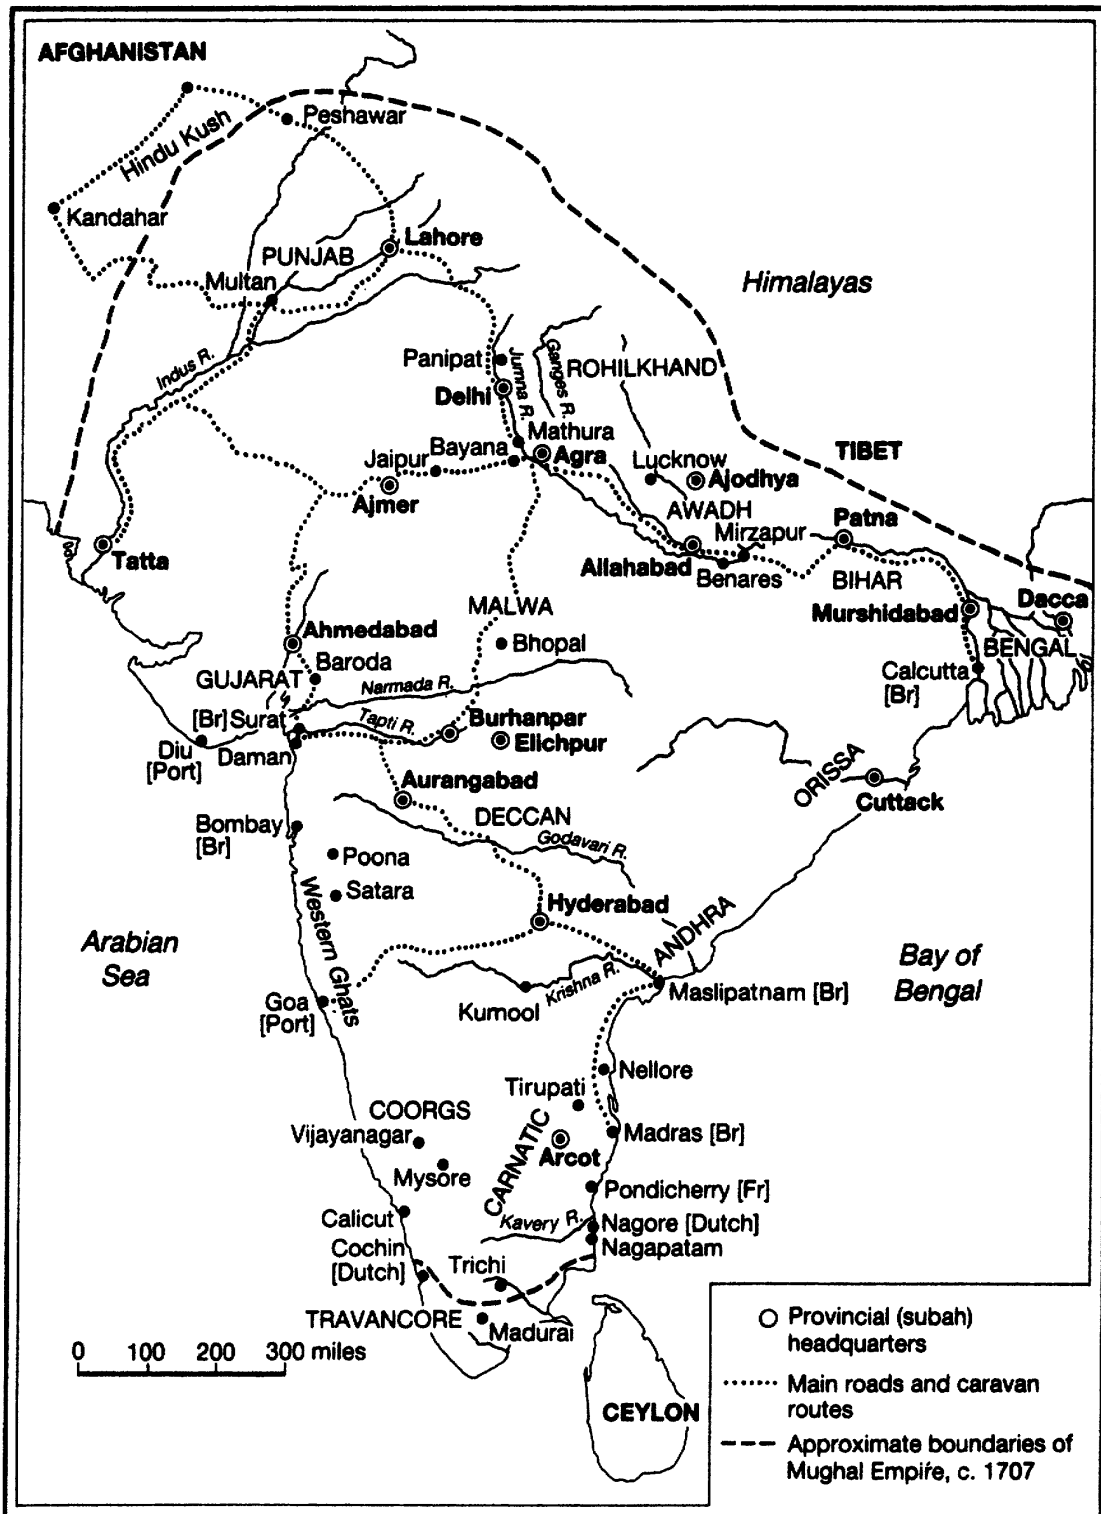 AFGHANISTAN
Peshawar
Hindu Kush
Kandahar
Lahore
PUNJAB
Multan
Himalayas
Indus R.
Panipat
Jumna R.
Ganges R.
ROHILKHAND
Delhi
Mathura
Bayana
Agra
Jaipur
Lucknow
TIBET
Ajodhya
Ajmer
AWADH
Mirzapur
Patna
Tatta
Allahabad
Benares
BIHAR
Murshidabad
Dacca
MALWA
Ahmedabad
Bhopal
BENGAL
Baroda
GUJARAT
Narmada R.
Calcutta
[Br]
[Br] Surat
Tapti R.
Burhanpar
Elichpur
Diu
[Port]
Daman
Aurangabad
ORISSA
Cuttack
DECCAN
Bombay
[Br]
Godavari R.
Poona
Satara
Western Ghats
Hyderabad
ANDHRA
Arabian
Sea
Bay of
Bengal
Krishna R.
Goa
[Port]
Kurnool
Maslipatnam [Br]
Nellore
Tirupati
COORGS
Vijayanagar
CARNATIC
Madras [Br]
Arcot
Mysore
Pondicherry [Fr]
Calicut
Kavery R.
Nagore [Dutch]
Nagapatam
Cochin
[Dutch]
Trichi
TRAVANCORE
Madurai
0 100 200 300 miles
CEYLON
Provincial (subah)
headquarters
Main roads and caravan
routes
Approximate boundaries of
Mughal Empire, c. 1707